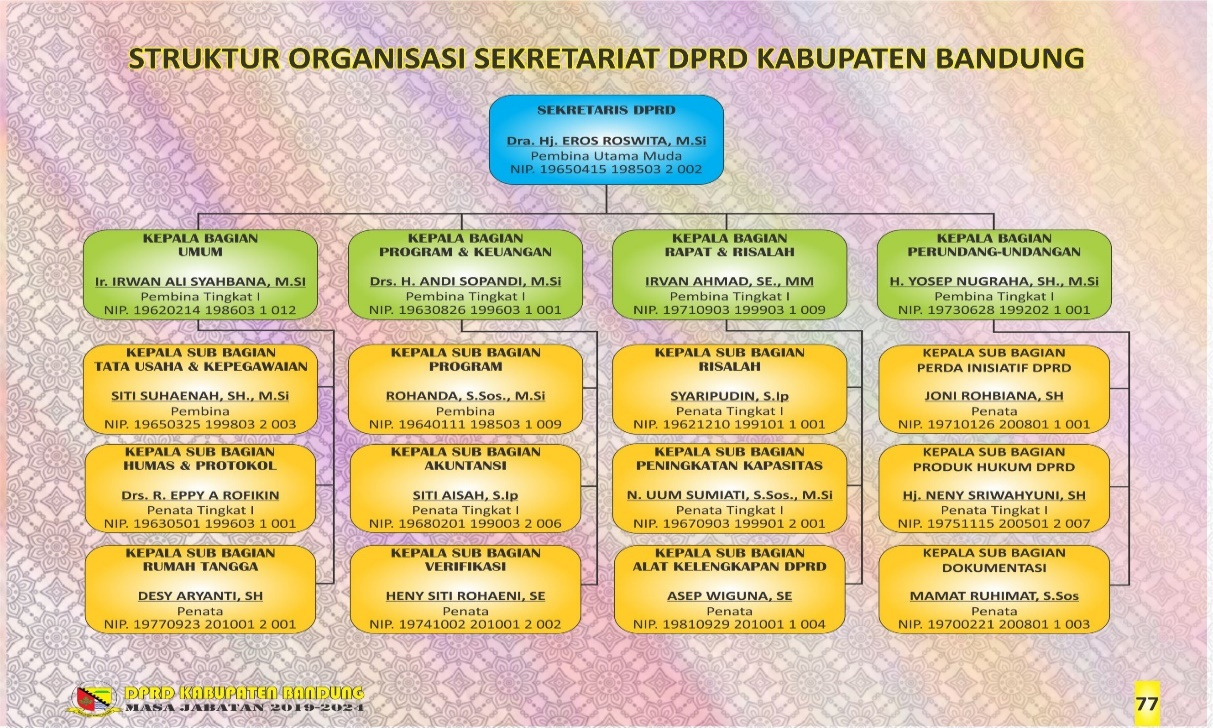 STRUKTUR ORGANISASI SEKRETARIAT DPRD KABUPATEN BANDUNG
SEKRETARIS DPRD
Dra. Hj. EROS ROSWITA, M.Si
Pembina Utama Muda
NIP. 19650415 198503 2 002
KEPALA BAGIAN
UMUM
Ir. IRWAN ALI SYAHBANA, M.SI
Pembina Tingkat I
NIP. 19620214 198603 1 012
KEPALA BAGIAN
PROGRAM & KEUANGAN
Drs. H. ANDI SOPANDI, M.Si
Pembina Tingkat I
NIP. 19630826 199603 1 001
KEPALA BAGIAN
RAPAT & RISALAH
IRVAN AHMAD, SE., MM
Pembina Tingkat I
NIP. 19710903 199903 1 009
KEPALA BAGIAN
PERUNDANG-UNDANGAN
H. YOSEP NUGRAHA, SH., M.Si
Pembina Tingkat I
NIP. 19730628 199202 1 001
KEPALA SUB BAGIAN
TATA USAHA & KEPEGAWAIAN
SITI SUHAENAH, SH., M.Si
Pembina
NIP. 19650325 199803 2 003
KEPALA SUB BAGIAN
PROGRAM
ROHANDA, S.Sos., M.Si
Pembina
NIP. 19640111 198503 1 009
KEPALA SUB BAGIAN
RISALAH
SYARIPUDIN, S.Ip
Penata Tingkat I
NIP. 19621210 199101 1 001
KEPALA SUB BAGIAN
PERDA INISIATIF DPRD
JONI ROHBIANA, SH
Penata
NIP. 19710126 200801 1 001
KEPALA SUB BAGIAN
HUMAS & PROTOKOL
Drs. R. EPPY A ROFIKIN
Penata Tingkat I
NIP. 19630501 199603 1 001
KEPALA SUB BAGIAN
AKUNTANSI
SITI AISAH, S.Ip
Penata Tingkat I
NIP. 19680201 199003 2 006
KEPALA SUB BAGIAN
PENINGKATAN KAPASITAS
N. UUM SUMIATI, S.Sos., M.Si
Penata Tingkat I
NIP. 19670903 199901 2 001
KEPALA SUB BAGIAN
PRODUK HUKUM DPRD
Hj. NENY SRIWAHYUNI, SH
Penata Tingkat I
NIP. 19751115 200501 2 007
KEPALA SUB BAGIAN
RUMAH TANGGA
DESY ARYANTI, SH
Penata
NIP. 19770923 201001 2 001
KEPALA SUB BAGIAN
VERIFIKASI
HENY SITI ROHAENI, SE
Penata
NIP. 19741002 201001 2 002
KEPALA SUB BAGIAN
ALAT KELENGKAPAN DPRD
ASEP WIGUNA, SE
Penata
NIP. 19810929 201001 1 004
KEPALA SUB BAGIAN
DOKUMENTASI
MAMAT RUHIMAT, S.Sos
Penata
NIP. 19700221 200801 1 003
DPRD KABUPATEN BANDUNG
MASA JABATAN 2019-2024
77